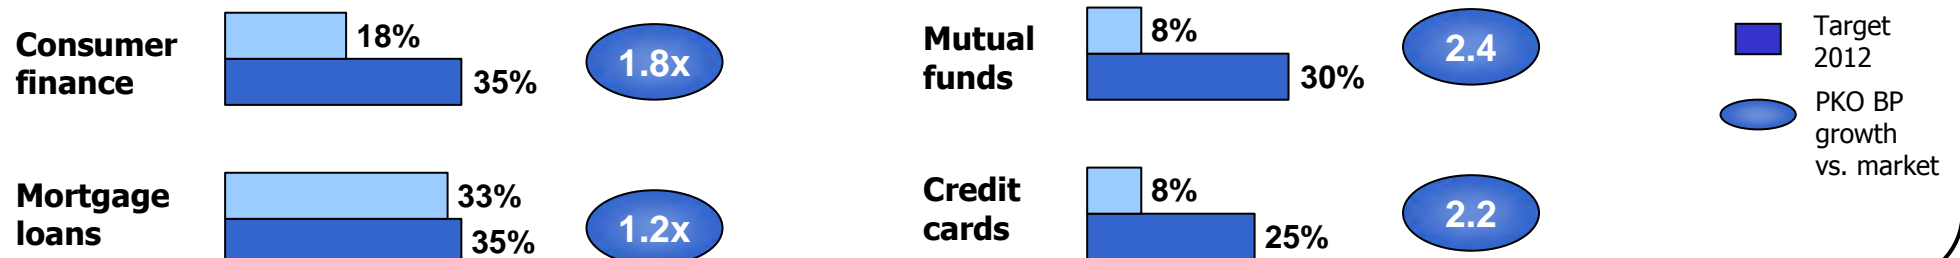 Consumer
finance
18%
35%
1.8x
Mortgage
loans
33%
35%
1.2x
Mutual
funds
8%
30%
2.4
Credit
cards
8%
25%
2.2
Target
2012
PKO BP
growth
vs. market